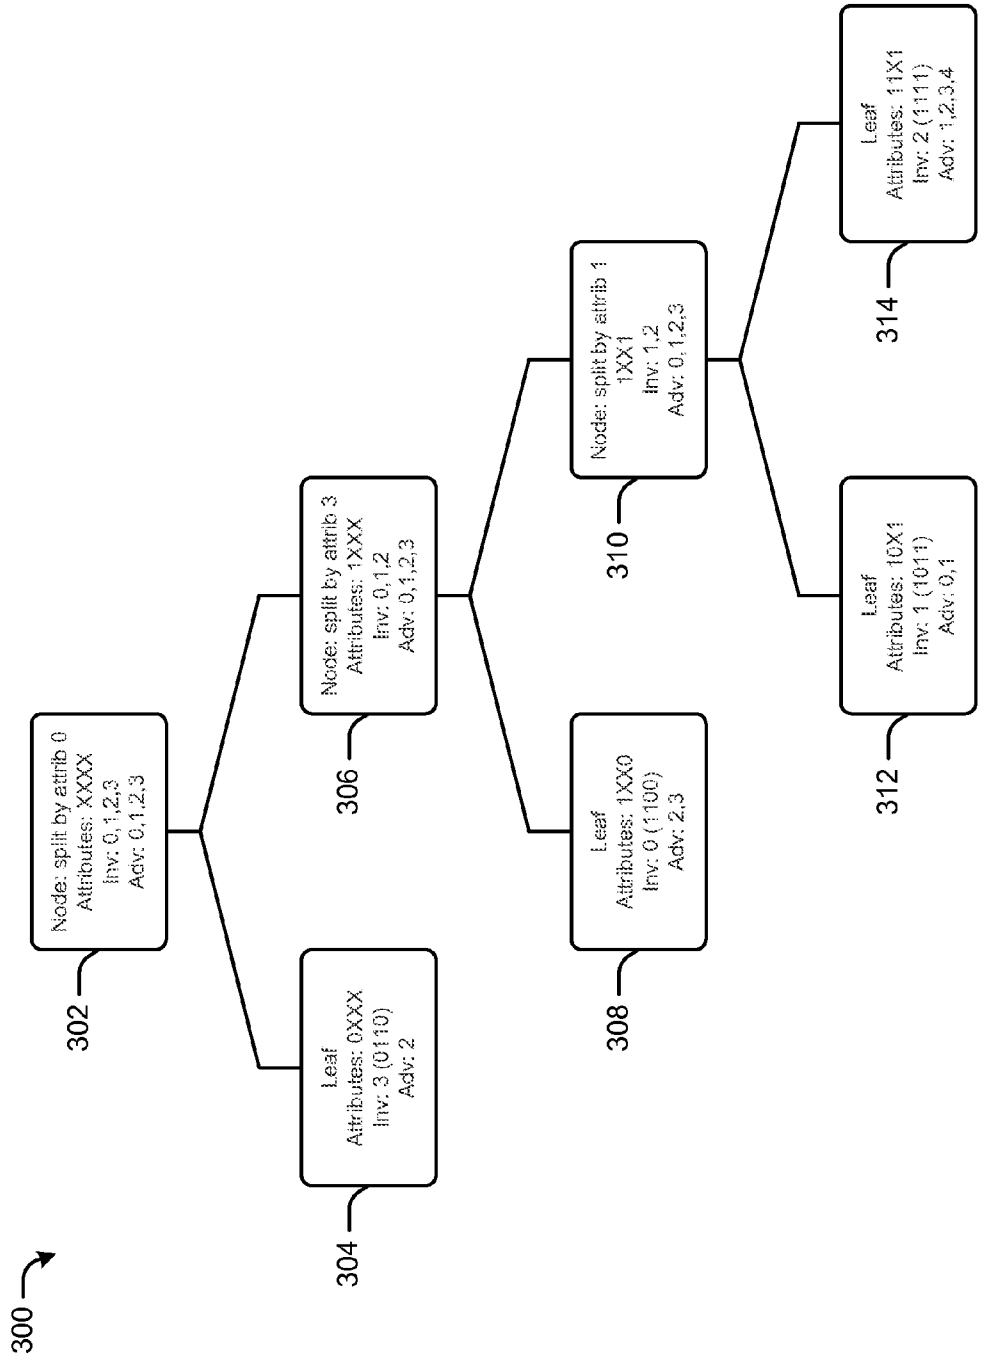 300
302
Node: split by attrib 0
Attributes: XXXX
Inv: 0,1,2,3
Adv: 0,1,2,3
304
Leaf
Attributes: 0XXX
Inv: 3 (0110)
Adv: 2
306
Node: split by attrib 3
Attributes: 1XXX
Inv: 0,1,2
Adv: 0,1,2,3
308
Leaf
Attributes: 1XX0
Inv: 0 (1100)
Adv: 2,3
310
Node: split by attrib 1
1XX1
Inv: 1,2
Adv: 0,1,2,3
312
Leaf
Attributes: 10X1
Inv: 1 (1011)
Adv: 0,1
314
Leaf
Attributes: 11X1
Inv: 2 (1111)
Adv: 1,2,3,4